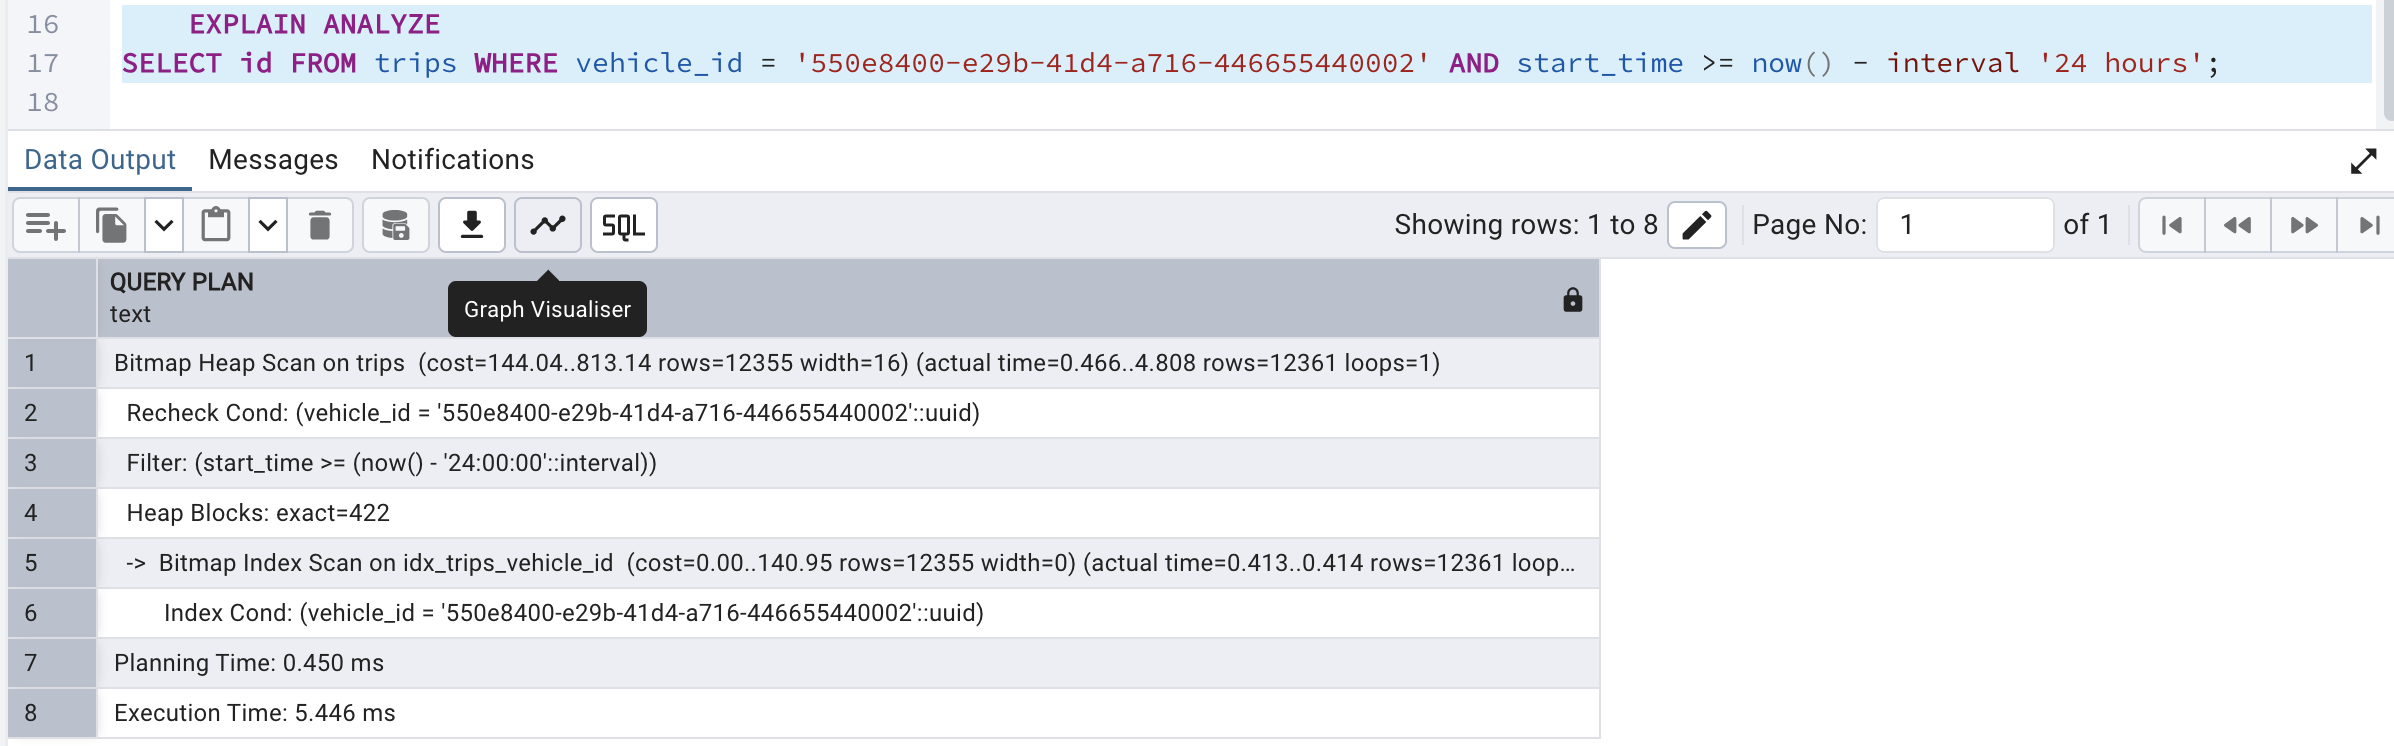 16 EXPLAIN ANALYZE
17 SELECT id FROM trips WHERE vehicle_id = '550e8400-e29b-41d4-a716-446655440002' AND start_time >= now() - interval '24 hours';
18
Data Output Messages Notifications
SQL Showing rows: 1 to 8 Page No: 1 of 1
QUERY PLAN
text
Graph Visualiser
1 Bitmap Heap Scan on trips (cost=144.04..813.14 rows=12355 width=16) (actual time=0.466..4.808 rows=12361 loops=1)
2 Recheck Cond: (vehicle_id = '550e8400-e29b-41d4-a716-446655440002'::uuid)
3 Filter: (start_time >= (now() - '24:00:00'::interval))
4 Heap Blocks: exact=422
5 -> Bitmap Index Scan on idx_trips_vehicle_id (cost=0.00..140.95 rows=12355 width=0) (actual time=0.413..0.414 rows=12361 loop...
6 Index Cond: (vehicle_id = '550e8400-e29b-41d4-a716-446655440002'::uuid)
7 Planning Time: 0.450 ms
8 Execution Time: 5.446 ms